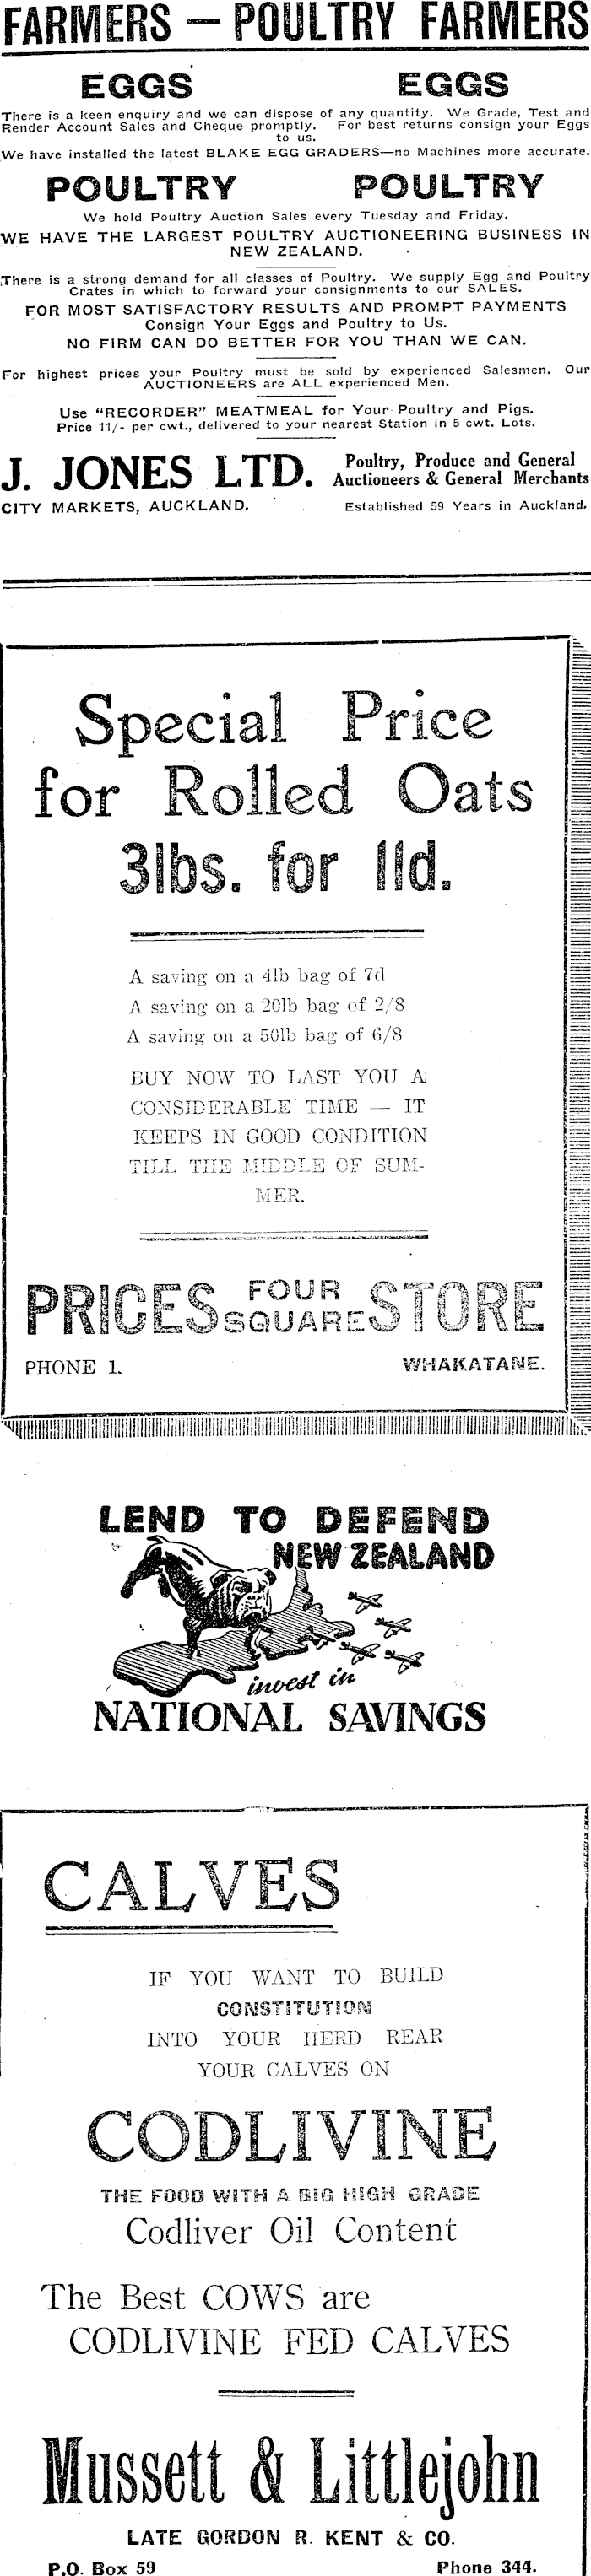 FARMERS — POULTRY FARMERS
EGGS EGGS
There is a keen enquiry and we can dispose of any quantity. We Grade, Test and
Render Account Sales and Cheque promptly. For best returns consign your Eggs
to us.
We have installed the latest BLAKE EGG GRADERS—no Machines more accurate.
POULTRY POULTRY
We hold Poultry Auction Sales every Tuesday and Friday.
WE HAVE THE LARGEST POULTRY AUCTIONEERING BUSINESS IN
NEW ZEALAND.
There is a strong demand for all classes of Poultry. We supply Egg and Poultry
Crates in which to forward your consignments to our SALES.
FOR MOST SATISFACTORY RESULTS AND PROMPT PAYMENTS
Consign Your Eggs and Poultry to Us.
NO FIRM CAN DO BETTER FOR YOU THAN WE CAN.
For highest prices your Poultry must be sold by experienced Salesmen. Our
AUCTIONEERS are ALL experienced Men.
Use "RECORDER" MEATMEAL for Your Poultry and Pigs.
Price 11/- per cwt., delivered to your nearest Station in 5 cwt. Lots.
J. JONES LTD. Poultry, Produce and General
Auctioneers & General Merchants
CITY MARKETS, AUCKLAND. Established 59 Years in Auckland.
Special Price
for Rolled Oats
3lbs. for 11d.
A saving on a 4lb bag of 7d
A saving on a 20lb bag of 2/8
A saving on a 50lb bag of 6/8
BUY NOW TO LAST YOU A
CONSIDERABLE TIME — IT
KEEPS IN GOOD CONDITION
TILL THE MIDDLE OF SUM-
MER.
PRICES FOUR SQUARE STORE
PHONE 1. WHAKATANE.
LEND TO DEFEND
NEW ZEALAND
invest in
NATIONAL SAVINGS
CALVES
IF YOU WANT TO BUILD
CONSTITUTION
INTO YOUR HERD REAR
YOUR CALVES ON
CODLIVINE
THE FOOD WITH A BIG HIGH GRADE
Codliver Oil Content
The Best COWS are
CODLIVINE FED CALVES
Mussett & Littlejohn
LATE GORDON R. KENT & CO.
P.O. Box 59 Phone 344.